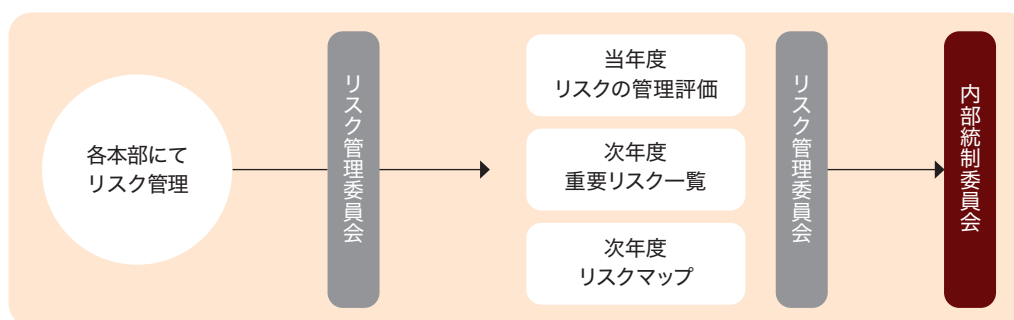 各本部にて
リスク管理
リスク管理委員会
当年度
リスクの管理評価
次年度
重要リスク一覧
次年度
リスクマップ
リスク管理委員会
内部統制委員会